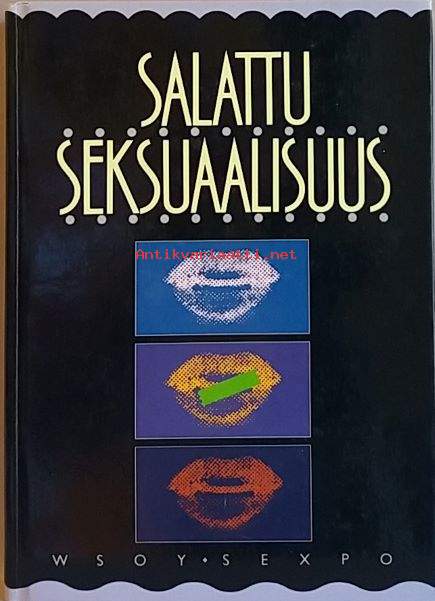 SALATTU
SEKSUAALISUUS
Antikvariaatti.net
WSOY • SEXPO